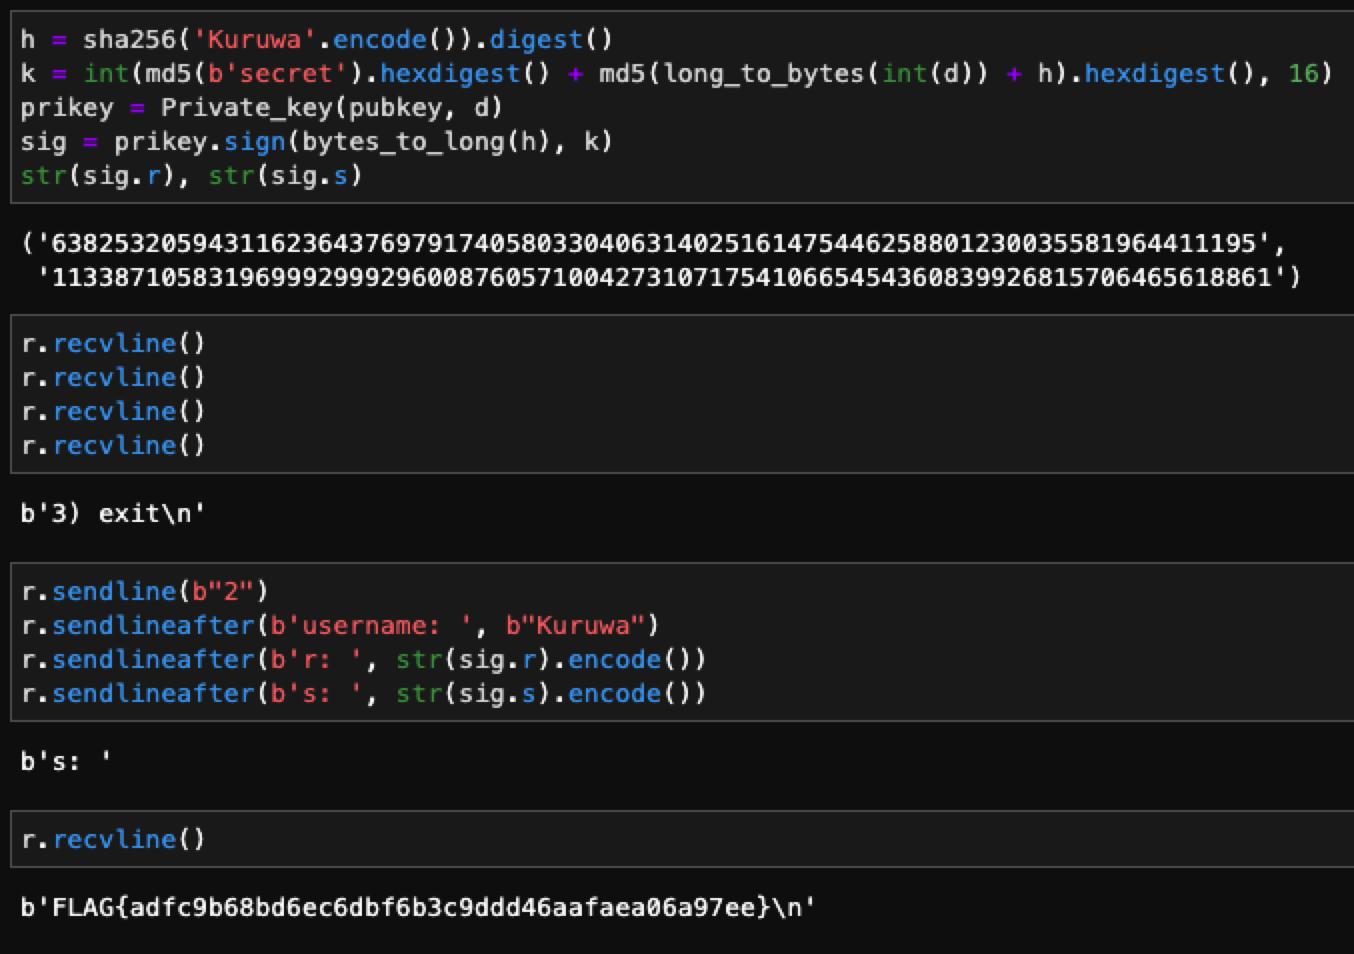 h = sha256('Kuruwa'.encode()).digest()
k = int(md5(b'secret').hexdigest() + md5(long_to_bytes(int(d)) + h).hexdigest(), 16)
prikey = Private_key(pubkey, d)
sig = prikey.sign(bytes_to_long(h), k)
str(sig.r), str(sig.s)
('63825320594311623643769791740580330406314025161475446258801230035581964411195',
'11338710583196999299929600876057100427310717541066545436083992681570646561 8861')
r.recvline()
r.recvline()
r.recvline()
r.recvline()
b'3) exit\n'
r.sendline(b"2")
r.sendlineafter(b'username: ', b"Kuruwa")
r.sendlineafter(b'r: ', str(sig.r).encode())
r.sendlineafter(b's: ', str(sig.s).encode())
b's: '
r.recvline()
b'FLAG{adfc9b68bd6ec6dbf6b3c9ddd46aafaea06a97ee}\n'